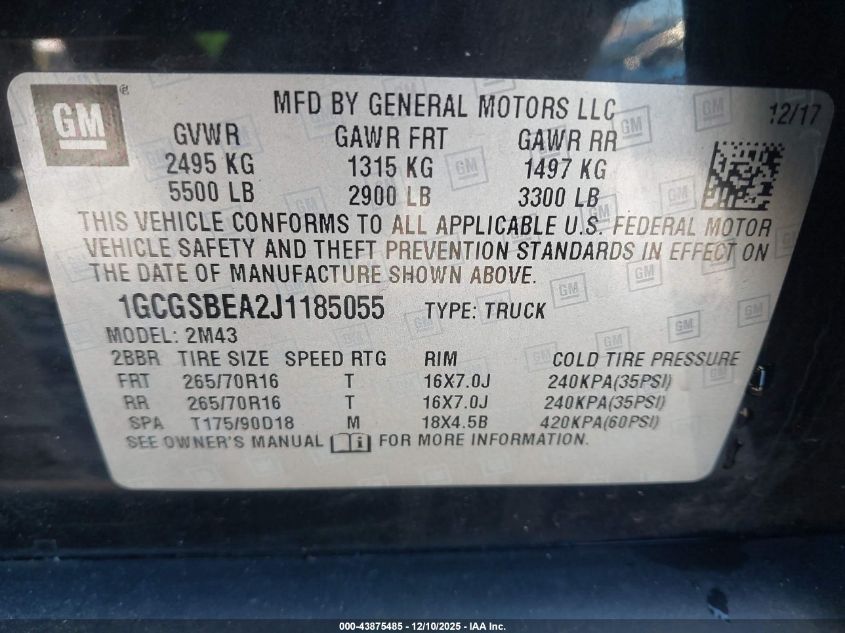 GM
MFD BY GENERAL MOTORS LLC 12/17
GVWR GAWR FRT GAWR RR
2495 KG 1315 KG 1497 KG
5500 LB 2900 LB 3300 LB
THIS VEHICLE CONFORMS TO ALL APPLICABLE U.S. FEDERAL MOTOR
VEHICLE SAFETY AND THEFT PREVENTION STANDARDS IN EFFECT ON
THE DATE OF MANUFACTURE SHOWN ABOVE.
1GCGSBEA2J1185055 TYPE: TRUCK
MODEL: 2M43
2BBR TIRE SIZE SPEED RTG RIM COLD TIRE PRESSURE
FRT 265/70R16 T 16X7.0J 240KPA(35PSI)
RR 265/70R16 T 16X7.0J 240KPA(35PSI)
SPA T175/90D18 M 18X4.5B 420KPA(60PSI)
SEE OWNER'S MANUAL FOR MORE INFORMATION.
000-43875485 - 12/10/2025 - IAA Inc.